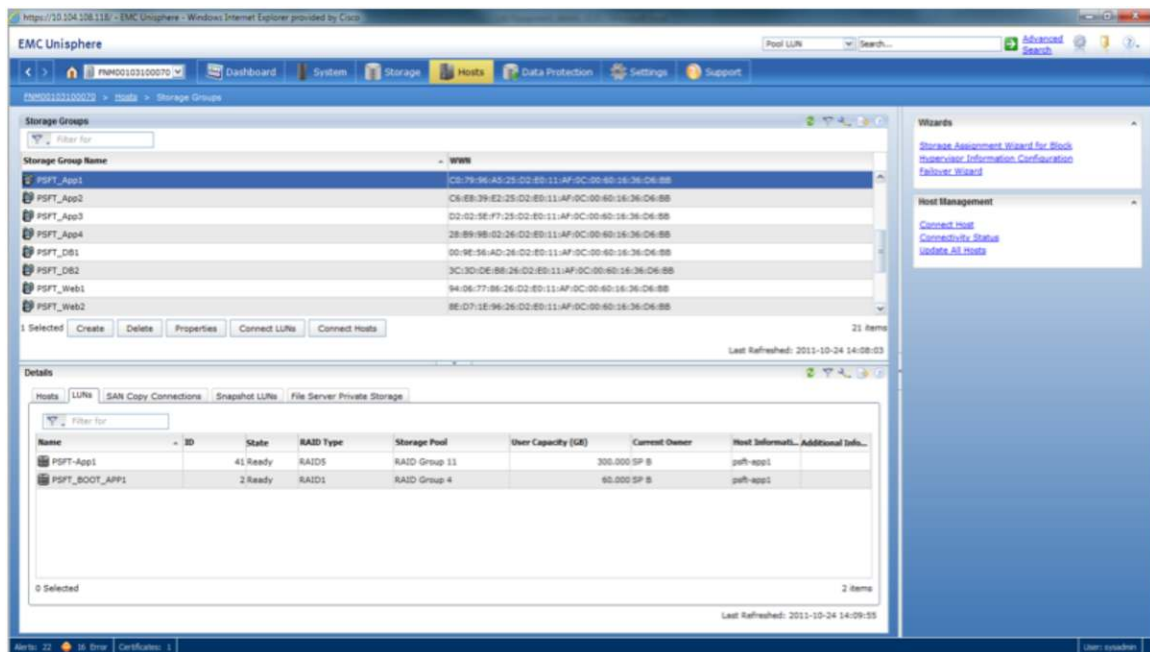 https://10.104.108.118/ - EMC Unisphere - Windows Internet Explorer provided by Cisco
EMC Unisphere
Pool LUN
Search...
Advanced Search
FNM00103100070
Dashboard
System
Storage
Hosts
Data Protection
Settings
Support
FNM00103100070 > Hosts > Storage Groups
Storage Groups
Filter for
Storage Group Name WWN
PSFT_App1 C0:79:96:A5:25:D2:E0:11:AF:0C:00:60:16:36:D6:BB
PSFT_App2 C6:E8:39:E2:25:D2:E0:11:AF:0C:00:60:16:36:D6:BB
PSFT_App3 D2:02:5E:F7:25:D2:E0:11:AF:0C:00:60:16:36:D6:BB
PSFT_App4 28:B9:9B:02:26:D2:E0:11:AF:0C:00:60:16:36:D6:BB
PSFT_DB1 00:9E:56:AD:26:D2:E0:11:AF:0C:00:60:16:36:D6:BB
PSFT_DB2 3C:3D:DE:B8:26:D2:E0:11:AF:0C:00:60:16:36:D6:BB
PSFT_Web1 94:06:77:86:26:D2:E0:11:AF:0C:00:60:16:36:D6:BB
PSFT_Web2 8E:D7:1E:96:26:D2:E0:11:AF:0C:00:60:16:36:D6:BB
1 Selected Create Delete Properties Connect LUNs Connect Hosts 21 items
Last Refreshed: 2011-10-24 14:08:03
Details
Hosts LUNs SAN Copy Connections Snapshot LUNs File Server Private Storage
Filter for
Name ID State RAID Type Storage Pool User Capacity (GB) Current Owner Host Informati... Additional Info...
PSFT-App1 41 Ready RAID5 RAID Group 11 300.000 SP B psft-app1
PSFT_BOOT_APP1 2 Ready RAID1 RAID Group 4 60.000 SP B psft-app1
0 Selected 2 items
Last Refreshed: 2011-10-24 14:09:55
Wizards
Storage Assignment Wizard for Block
Hypervisor Information Configuration
Failover Wizard
Host Management
Connect Host
Connectivity Status
Update All Hosts
Alerts: 22 16 Error Certificates: 1 User: sysadmin